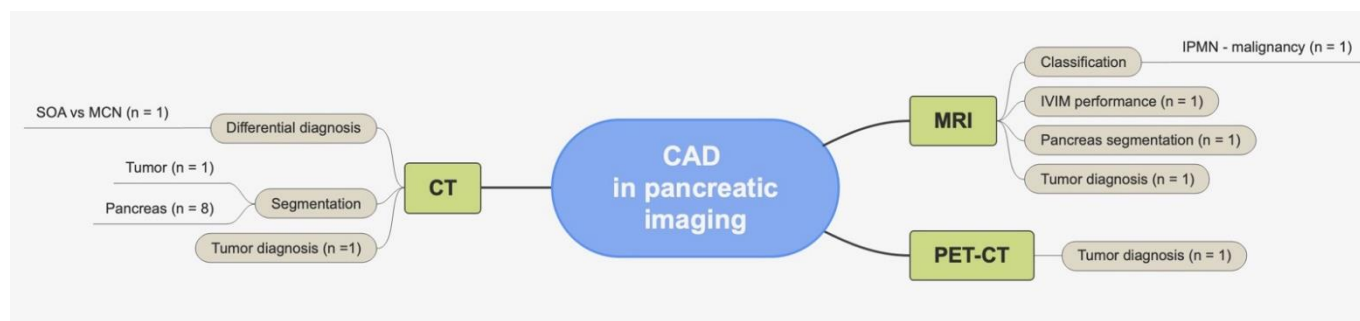 SOA vs MCN (n = 1)
Differential diagnosis
Tumor (n = 1)
Pancreas (n = 8)
Segmentation
Tumor diagnosis (n =1)
CT
CAD
in pancreatic
imaging
MRI
Classification
IPMN - malignancy (n = 1)
IVIM performance (n = 1)
Pancreas segmentation (n = 1)
Tumor diagnosis (n = 1)
PET-CT
Tumor diagnosis (n = 1)